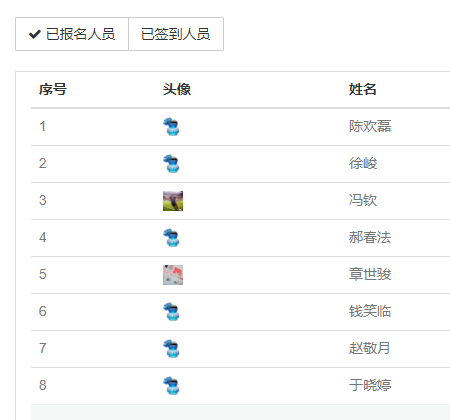 已报名人员 已签到人员
序号 头像 姓名
1 陈欢磊
2 徐峻
3 冯钦
4 郝春法
5 章世骏
6 钱笑临
7 赵敬月
8 于晓婷